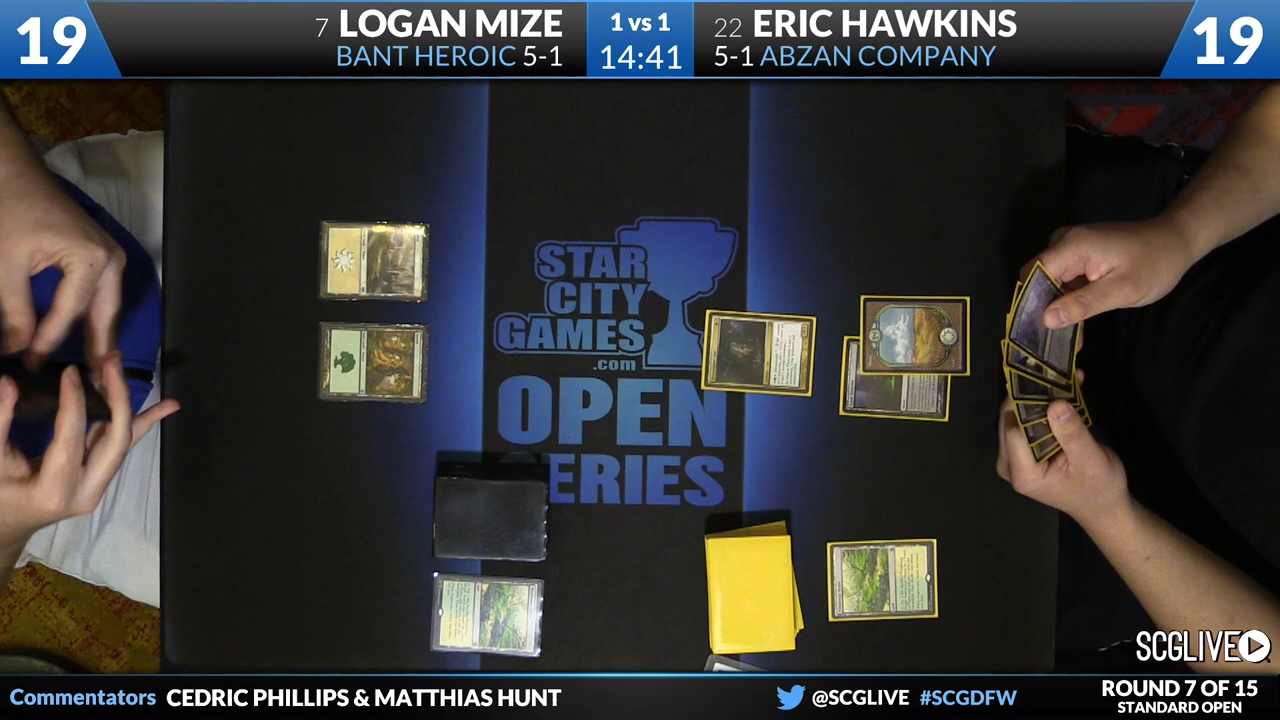 19
7 LOGAN MIZE
BANT HEROIC 5-1
1 vs 1
14:41
22 ERIC HAWKINS
5-1 ABZAN COMPANY
19
STAR
CITY
GAMES
.com
OPEN
SERIES
SCGLIVE
Commentators CEDRIC PHILLIPS & MATTHIAS HUNT
@SCGLIVE #SCGDFW
ROUND 7 OF 15
STANDARD OPEN